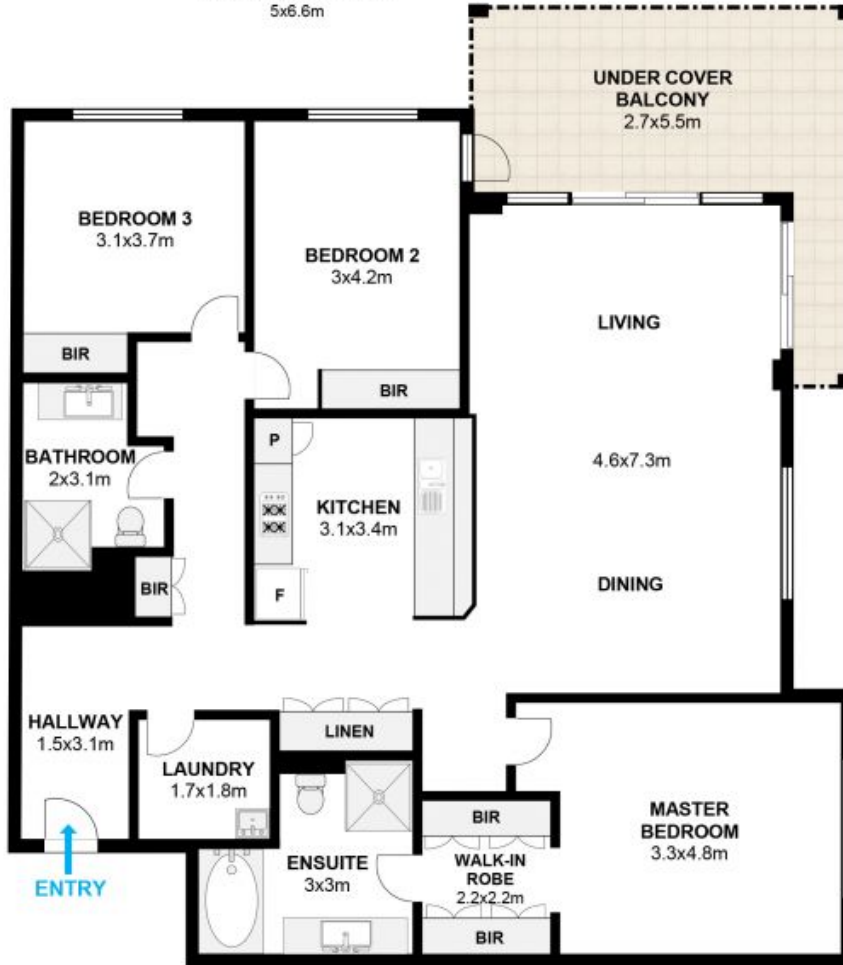 5x6.6m
UNDER COVER
BALCONY
2.7x5.5m
BEDROOM 3
3.1x3.7m
BEDROOM 2
3x4.2m
LIVING
BIR
BIR
BATHROOM
2x3.1m
P
KITCHEN
3.1x3.4m
4.6x7.3m
F
BIR
DINING
HALLWAY
1.5x3.1m
LINEN
LAUNDRY
1.7x1.8m
BIR
MASTER
BEDROOM
3.3x4.8m
ENTRY
ENSUITE
3x3m
WALK-IN
ROBE
2.2x2.2m
BIR